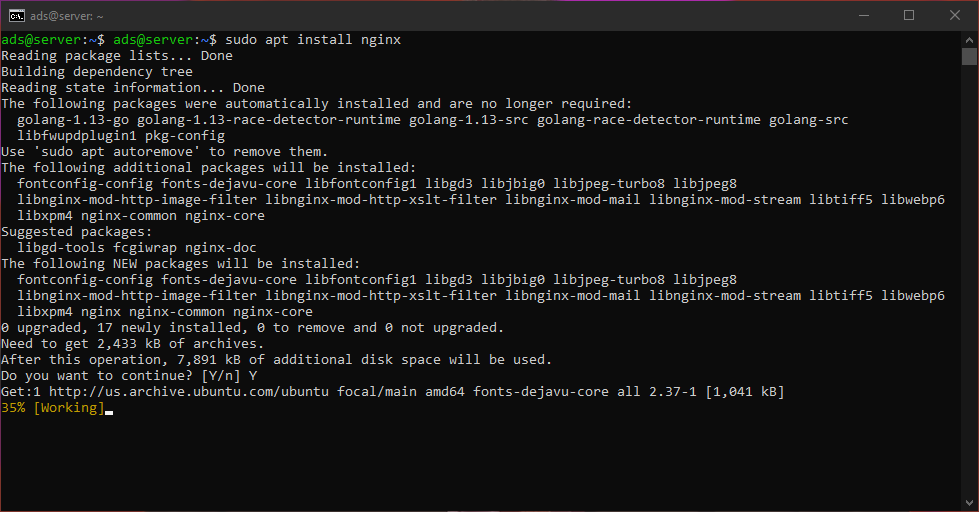 ads@server: ~
ads@server:~$ ads@server:~$ sudo apt install nginx
Reading package lists... Done
Building dependency tree
Reading state information... Done
The following packages were automatically installed and are no longer required:
  golang-1.13-go golang-1.13-race-detector-runtime golang-1.13-src golang-race-detector-runtime golang-src
  libfwupdplugin1 pkg-config
Use 'sudo apt autoremove' to remove them.
The following additional packages will be installed:
  fontconfig-config fonts-dejavu-core libfontconfig1 libgd3 libjbig0 libjpeg-turbo8 libjpeg8
  libnginx-mod-http-image-filter libnginx-mod-http-xslt-filter libnginx-mod-mail libnginx-mod-stream libtiff5 libwebp6
  libxpm4 nginx-common nginx-core
Suggested packages:
  libgd-tools fcgiwrap nginx-doc
The following NEW packages will be installed:
  fontconfig-config fonts-dejavu-core libfontconfig1 libgd3 libjbig0 libjpeg-turbo8 libjpeg8
  libnginx-mod-http-image-filter libnginx-mod-http-xslt-filter libnginx-mod-mail libnginx-mod-stream libtiff5 libwebp6
  libxpm4 nginx nginx-common nginx-core
0 upgraded, 17 newly installed, 0 to remove and 0 not upgraded.
Need to get 2,433 kB of archives.
After this operation, 7,891 kB of additional disk space will be used.
Do you want to continue? [Y/n] Y
Get:1 http://us.archive.ubuntu.com/ubuntu focal/main amd64 fonts-dejavu-core all 2.37-1 [1,041 kB]
35% [Working]